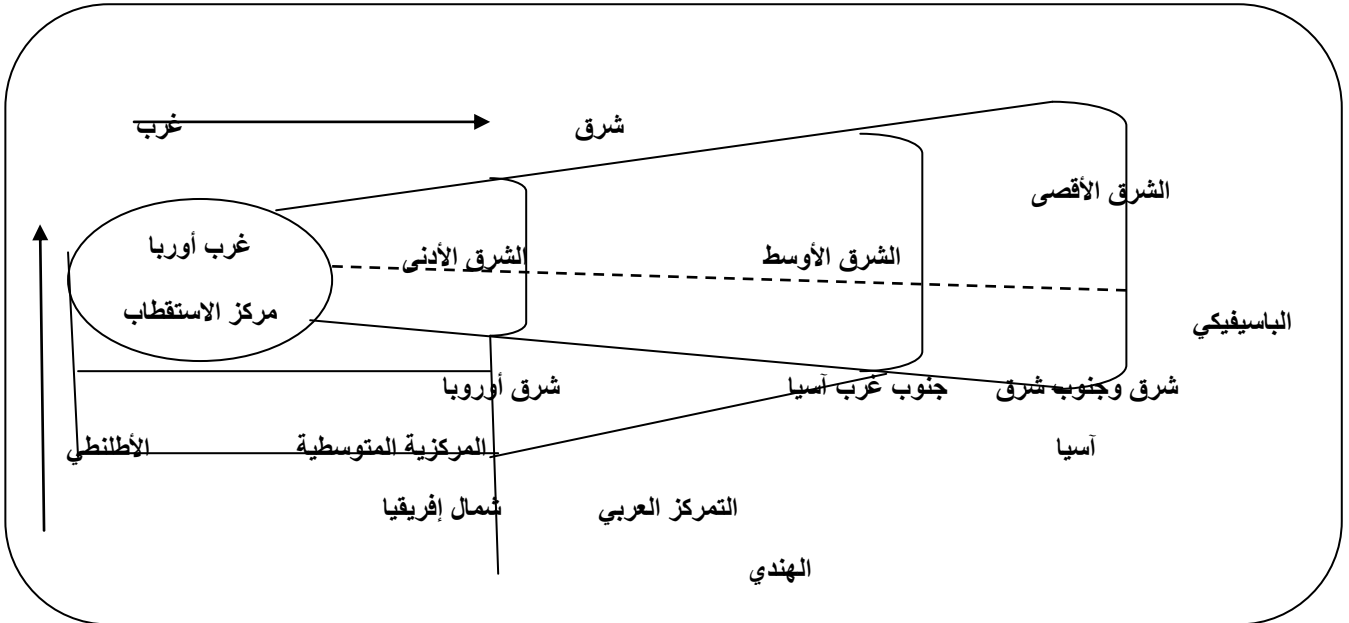 غرب
شرق
الشرق الأقصى
غرب أوربا
الشرق الأدنى
الشرق الأوسط
مركز الاستقطاب
الباسيفيكي
شرق أوروبا
جنوب غرب آسيا
شرق وجنوب شرق
الأطلنطي
المركزية المتوسطية
آسيا
شمال إفريقيا
التمركز العربي
الهندي